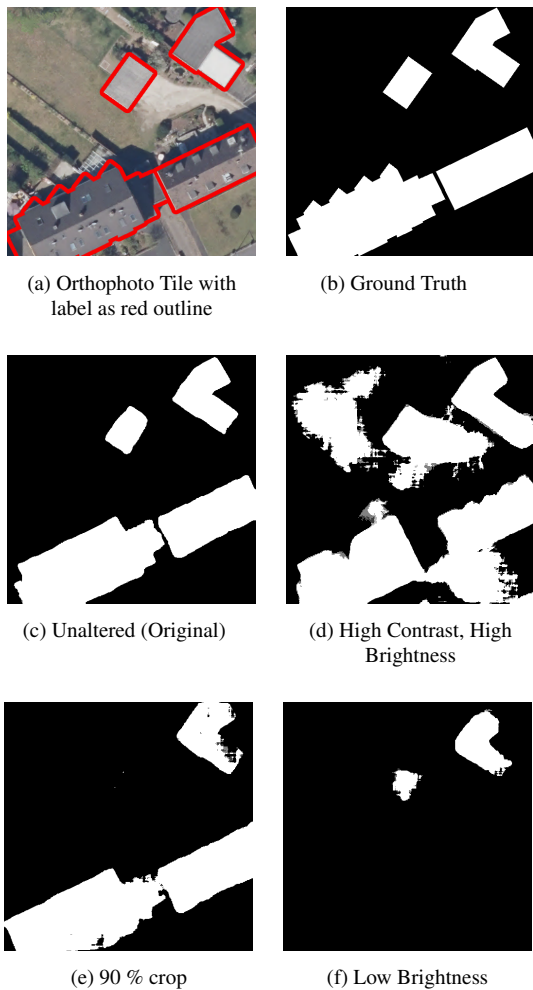 (a) Orthophoto Tile with
label as red outline
(b) Ground Truth
(c) Unaltered (Original)
(d) High Contrast, High
Brightness
(e) 90 % crop
(f) Low Brightness